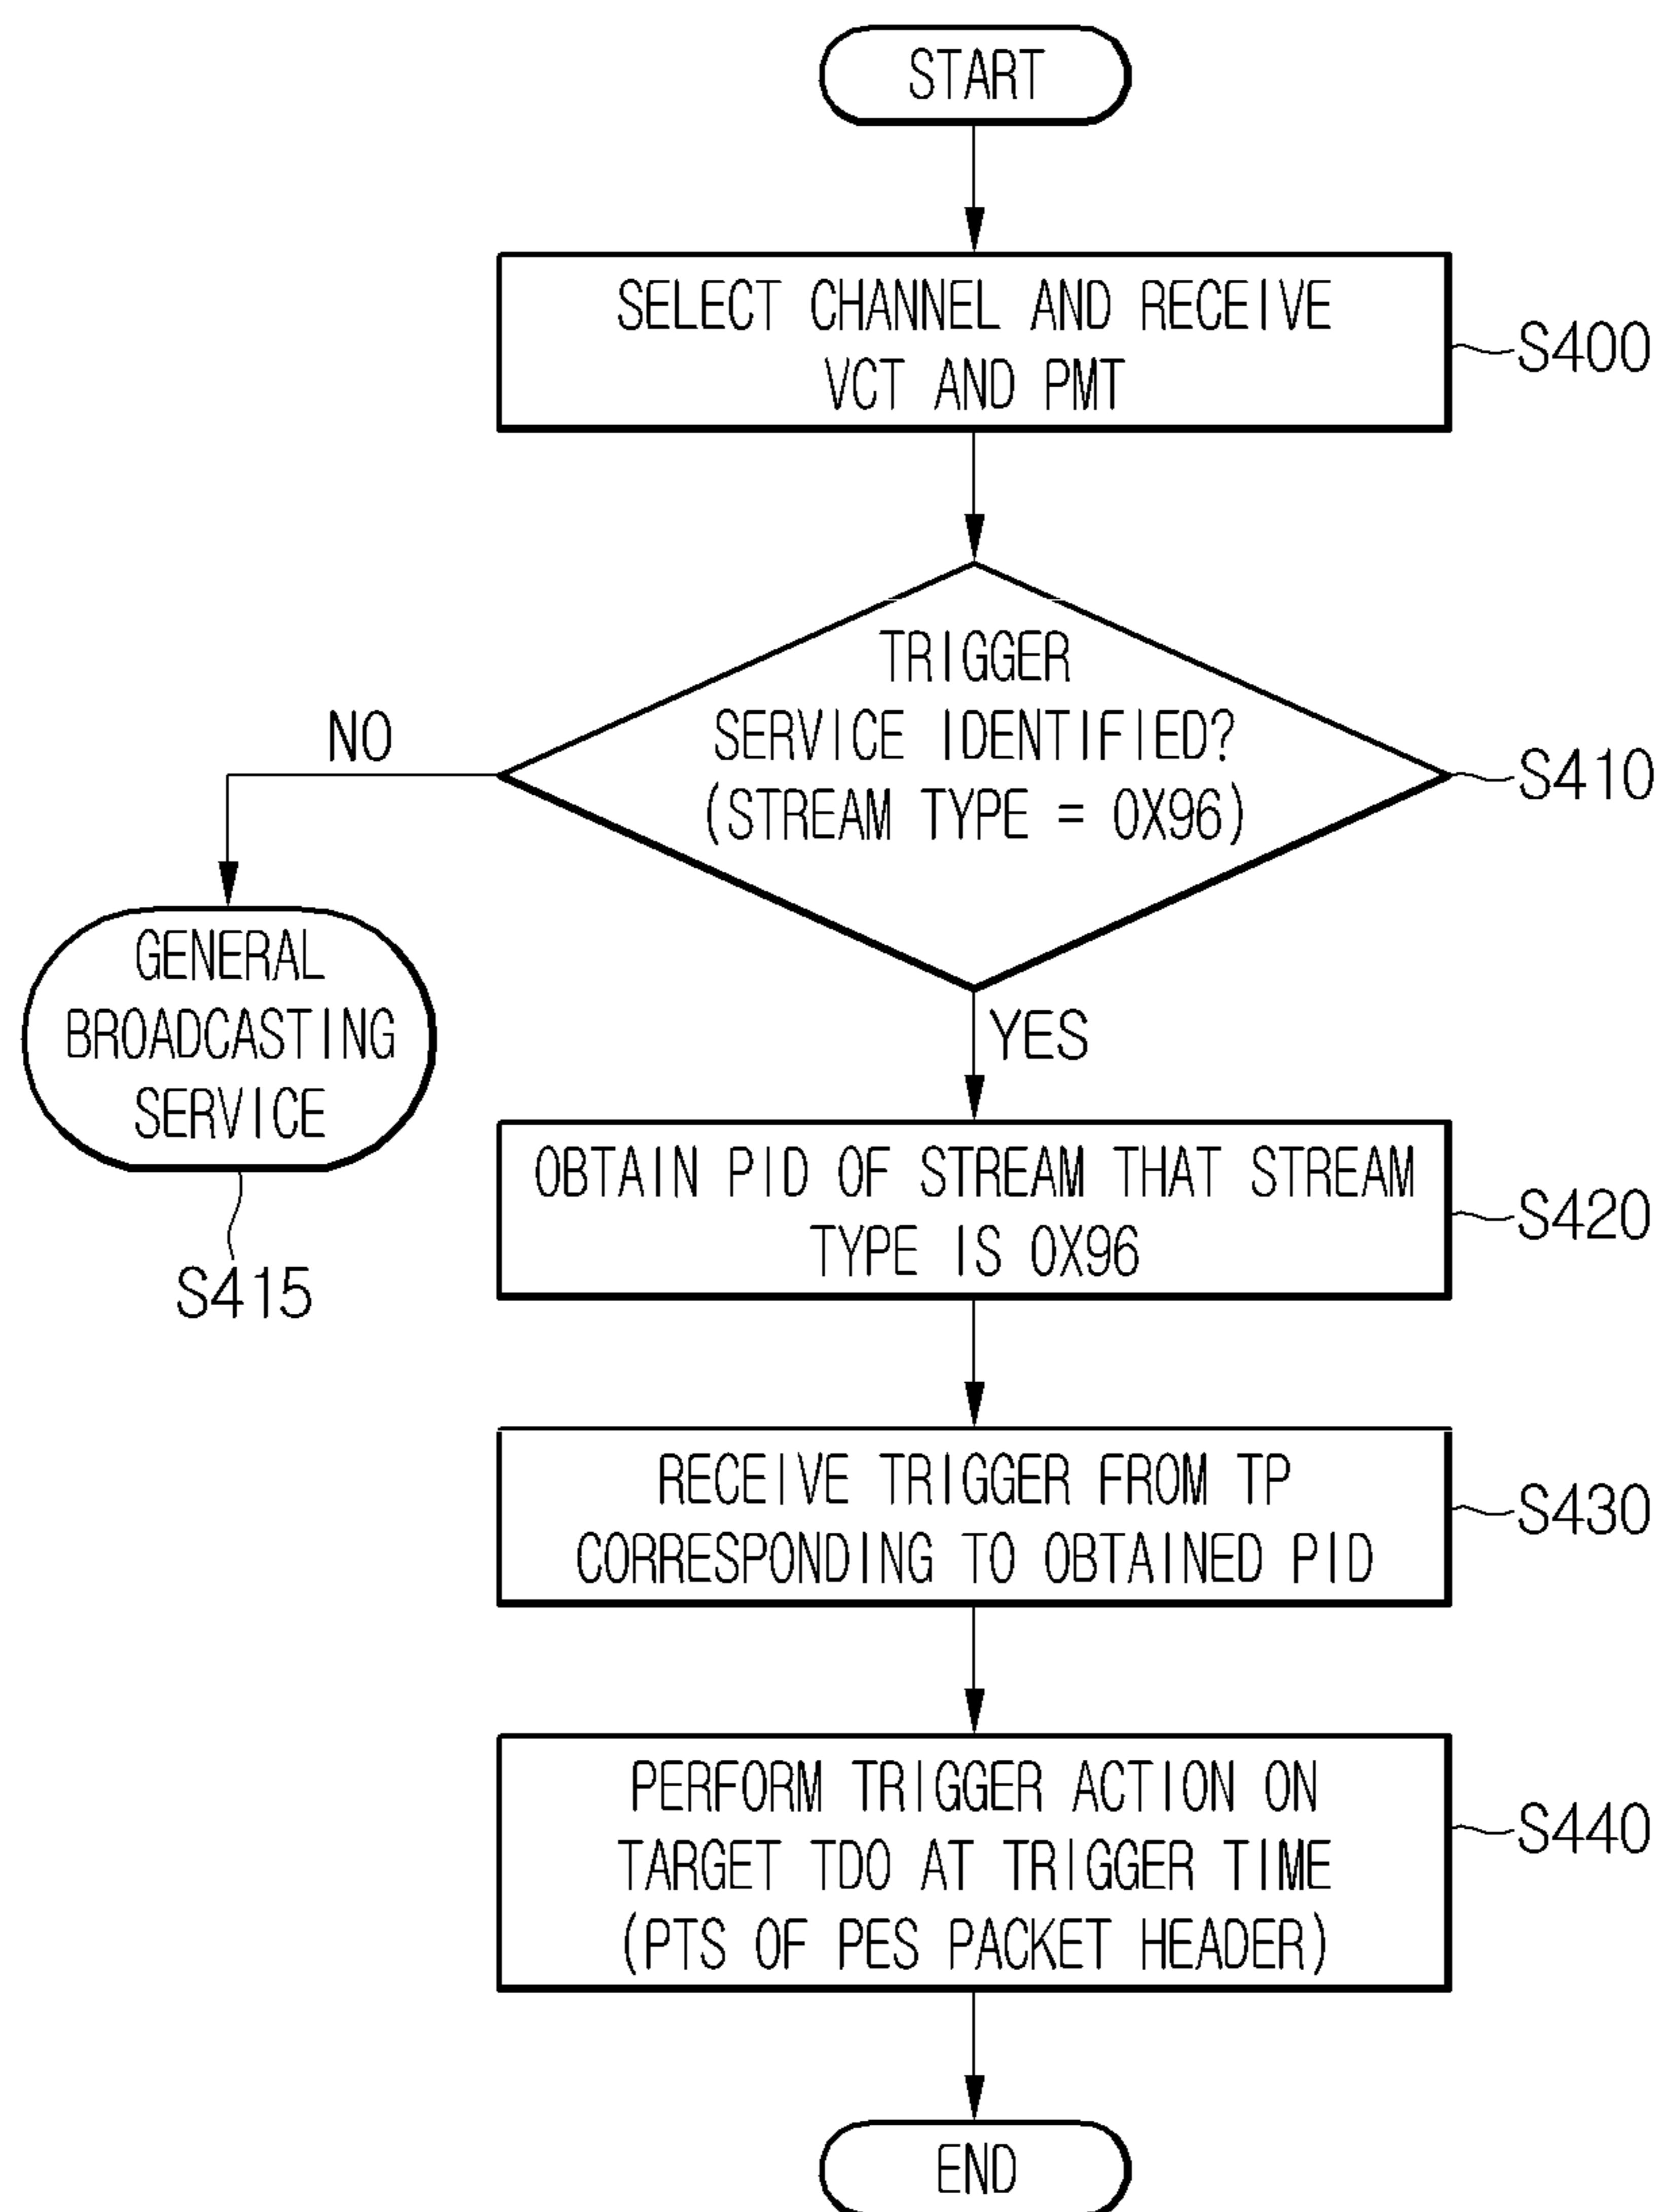 START
SELECT CHANNEL AND RECEIVE
VCT AND PMT
S400
TRIGGER
SERVICE IDENTIFIED?
(STREAM TYPE = 0X96)
S410
NO
GENERAL
BROADCASTING
SERVICE
S415
YES
OBTAIN PID OF STREAM THAT STREAM
TYPE IS 0X96
S420
RECEIVE TRIGGER FROM TP
CORRESPONDING TO OBTAINED PID
S430
PERFORM TRIGGER ACTION ON
TARGET TDO AT TRIGGER TIME
(PTS OF PES PACKET HEADER)
S440
END